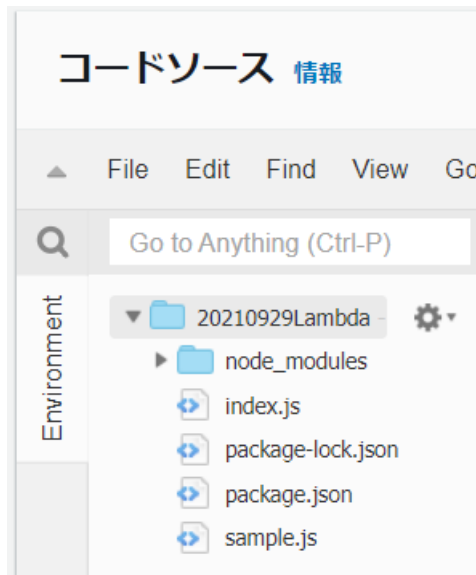 コードソース 情報
File Edit Find View Go
Go to Anything (Ctrl-P)
Environment
20210929Lambda -
node_modules
index.js
package-lock.json
package.json
sample.js